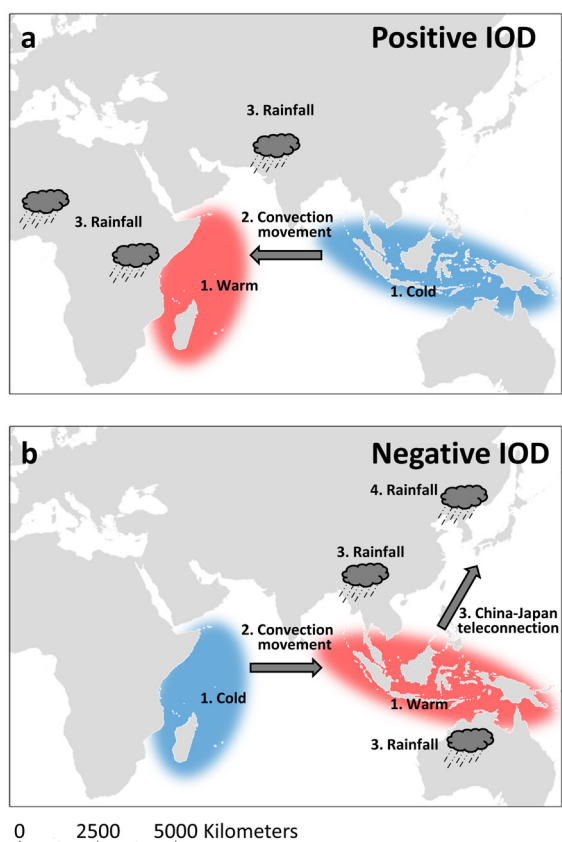 a
Positive IOD
3. Rainfall
3. Rainfall
2. Convection
movement
1. Warm
1. Cold
b
Negative IOD
4. Rainfall
3. Rainfall
3. China-Japan
teleconnection
2. Convection
movement
1. Cold
1. Warm
3. Rainfall
0 2500 5000 Kilometers